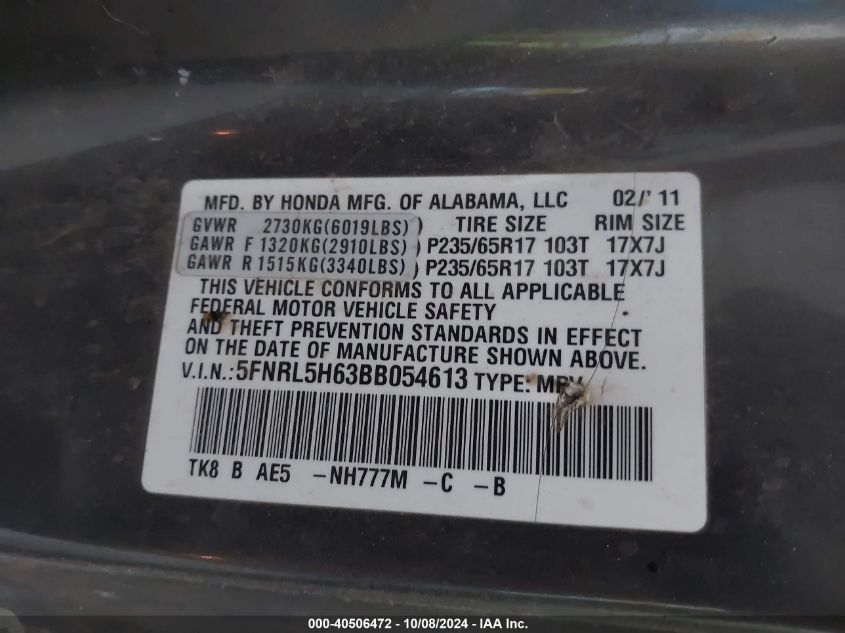 MFD. BY HONDA MFG. OF ALABAMA, LLC 02/'11
GVWR 2730KG(6019LBS) TIRE SIZE RIM SIZE
GAWR F 1320KG(2910LBS) P235/65R17 103T 17X7J
GAWR R 1515KG(3340LBS) P235/65R17 103T 17X7J
THIS VEHICLE CONFORMS TO ALL APPLICABLE
FEDERAL MOTOR VEHICLE SAFETY
AND THEFT PREVENTION STANDARDS IN EFFECT
ON THE DATE OF MANUFACTURE SHOWN ABOVE.
V.I.N.:5FNRL5H63BB054613 TYPE: MPV
TK8 B AE5 -NH777M -C -B
000-40506472 - 10/08/2024 - IAA Inc.